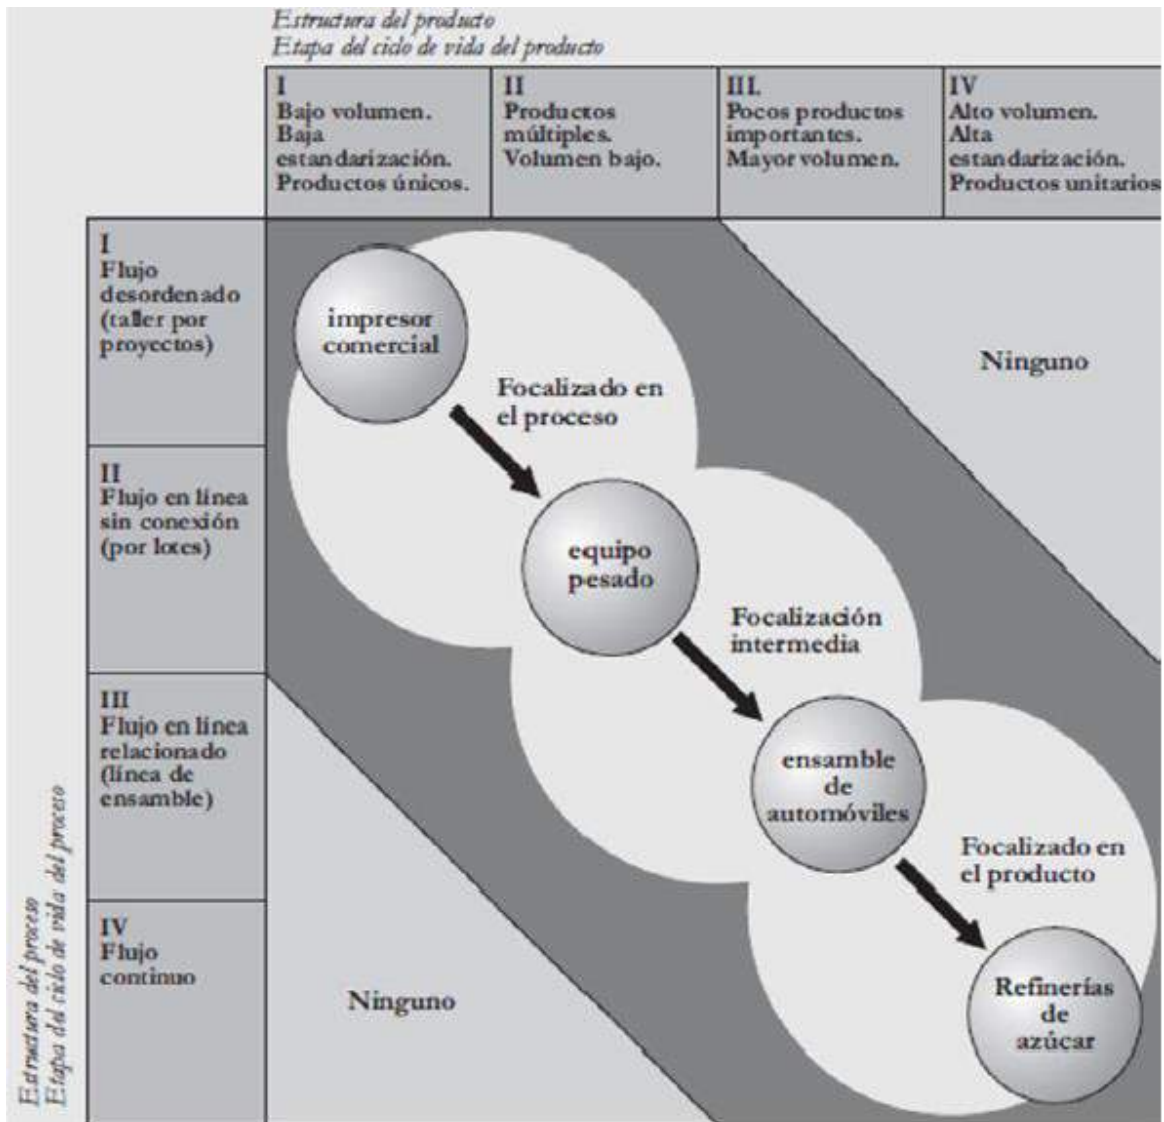 Estructura del producto
Etapa del ciclo de vida del producto
I
Bajo volumen.
Baja
estandarización.
Productos únicos.
II
Productos
múltiples.
Volumen bajo.
III.
Pocos productos
importantes.
Mayor volumen.
IV
Alto volumen.
Alta
estandarización.
Productos unitarios
I
Flujo
desordenado
(taller por
proyectos)
impresor
comercial
Focalizado en
el proceso
Ninguno
II
Flujo en línea
sin conexión
(por lotes)
equipo
pesado
Focalización
intermedia
III
Flujo en línea
relacionado
(línea de
ensamble)
ensamble
de
automóviles
Focalizado en
el producto
IV
Flujo
continuo
Ninguno
Refinerías
de
azúcar
Estructura del proceso
Etapa del ciclo de vida del proceso